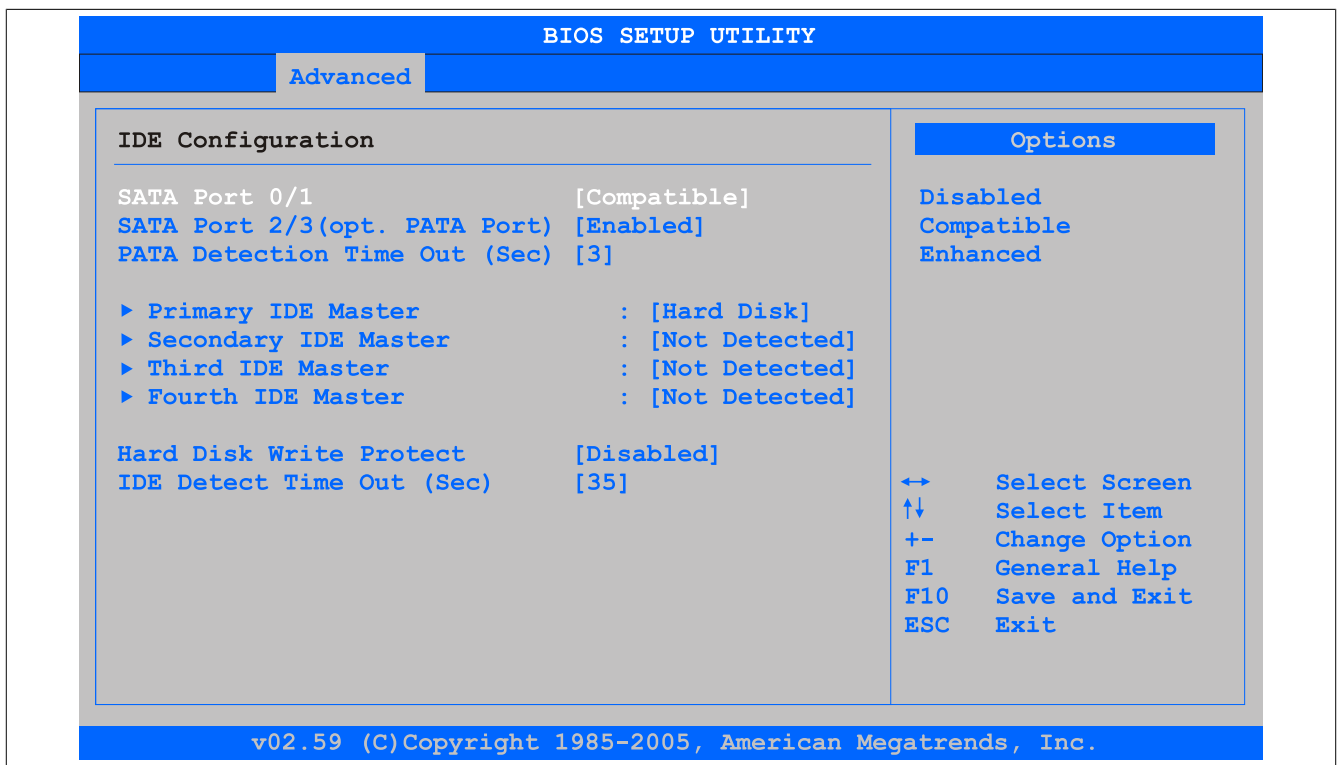 BIOS SETUP UTILITY
Advanced
IDE Configuration
SATA Port 0/1 [Compatible]
SATA Port 2/3(opt. PATA Port) [Enabled]
PATA Detection Time Out (Sec) [3]
▶ Primary IDE Master : [Hard Disk]
▶ Secondary IDE Master : [Not Detected]
▶ Third IDE Master : [Not Detected]
▶ Fourth IDE Master : [Not Detected]
Hard Disk Write Protect [Disabled]
IDE Detect Time Out (Sec) [35]
Options
Disabled
Compatible
Enhanced
↔ Select Screen
↑↓ Select Item
+- Change Option
F1 General Help
F10 Save and Exit
ESC Exit
v02.59 (C)Copyright 1985-2005, American Megatrends, Inc.